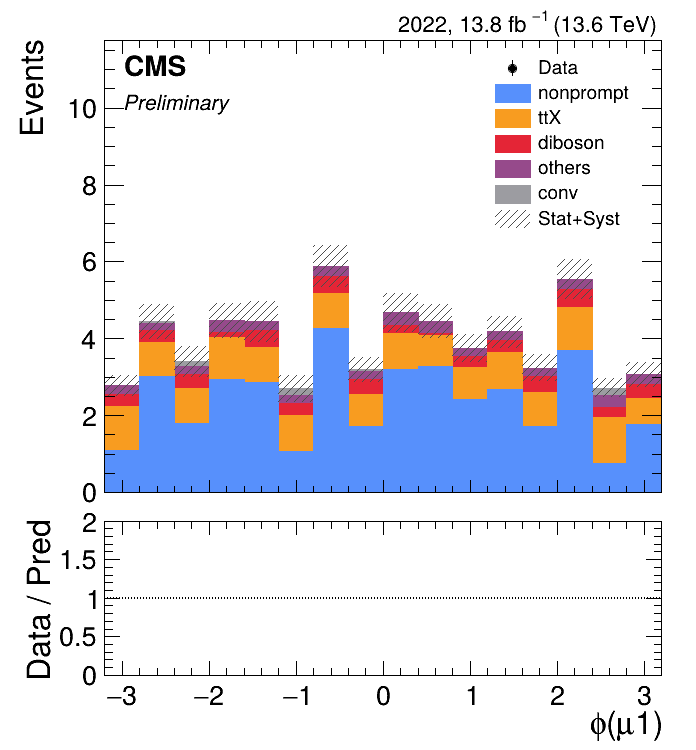 2022, 13.8 fb⁻¹ (13.6 TeV)
Events
CMS
Preliminary
Data
nonprompt
ttX
diboson
others
conv
Stat+Syst
10
8
6
4
2
0
Data / Pred
2
1.5
1
0.5
0
−3 −2 −1 0 1 2 3
ϕ(μ1)